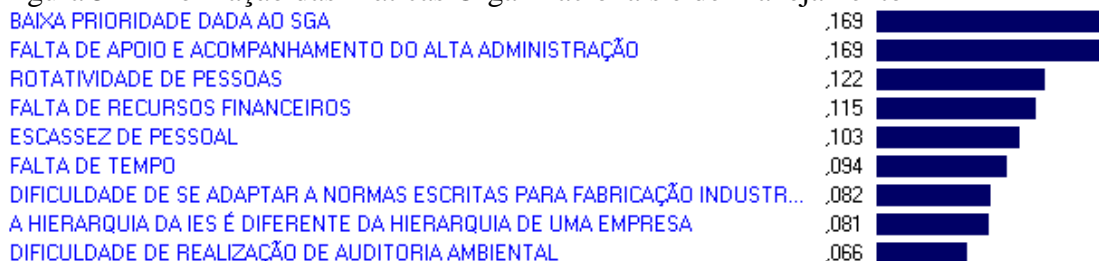 BAIXA PRIORIDADE DADA AO SGA ,169
FALTA DE APOIO E ACOMPANHAMENTO DO ALTA ADMINISTRAÇÃO ,169
ROTATIVIDADE DE PESSOAS ,122
FALTA DE RECURSOS FINANCEIROS ,115
ESCASSEZ DE PESSOAL ,103
FALTA DE TEMPO ,094
DIFICULDADE DE SE ADAPTAR A NORMAS ESCRITAS PARA FABRICAÇÃO INDUSTR... ,082
A HIERARQUIA DA IES É DIFERENTE DA HIERARQUIA DE UMA EMPRESA ,081
DIFICULDADE DE REALIZAÇÃO DE AUDITORIA AMBIENTAL ,066